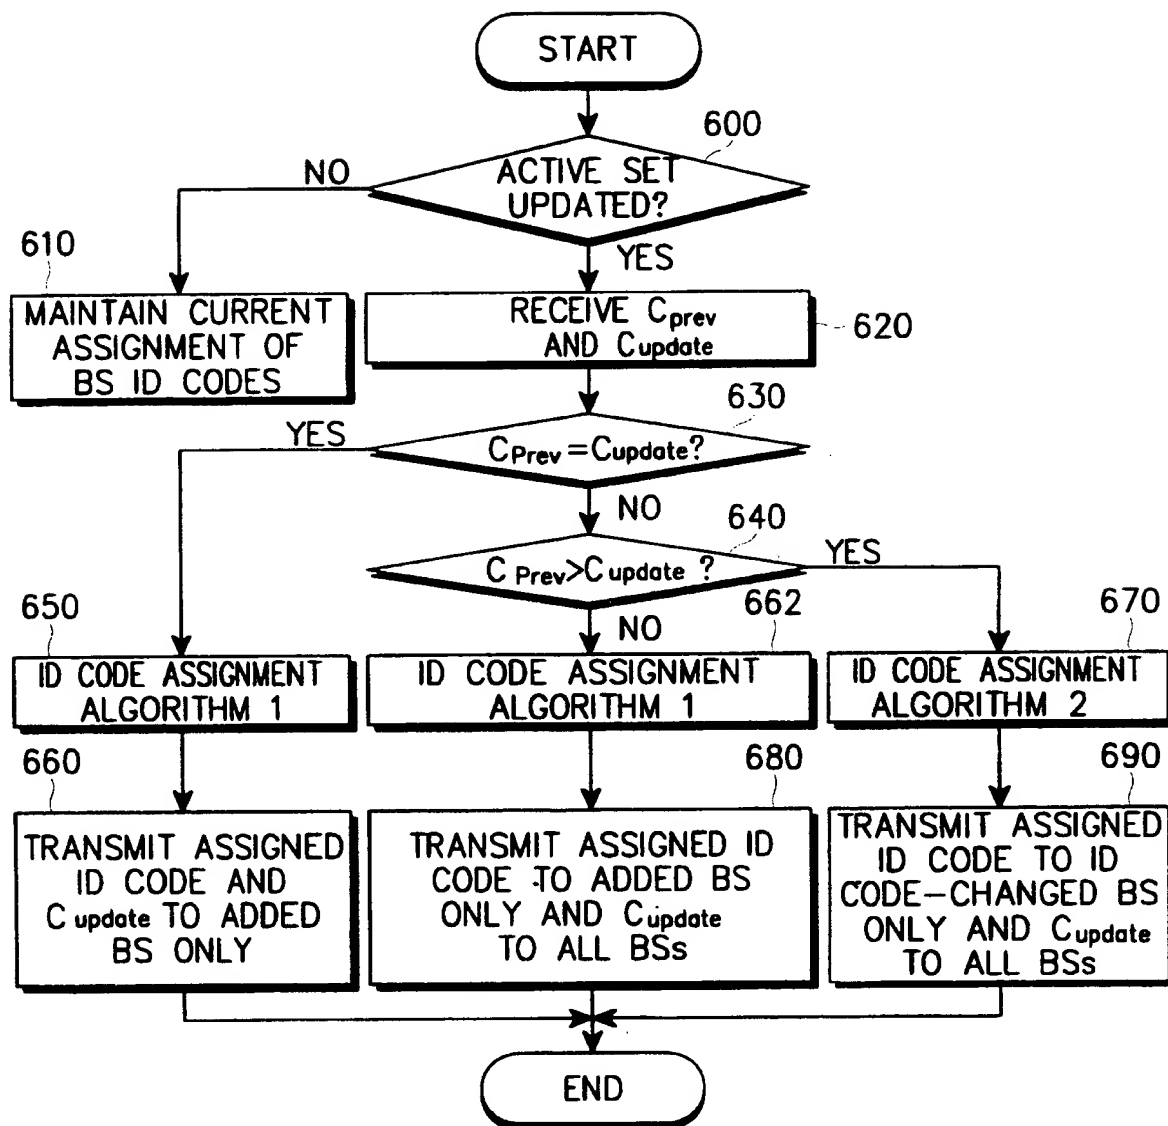 START
600
NO
ACTIVE SET
UPDATED?
610
YES
MAINTAIN CURRENT
ASSIGNMENT OF
BS ID CODES
RECEIVE Cprev
AND Cupdate
620
630
YES
CPrev=Cupdate?
NO
640
YES
C Prev>C update ?
650
NO
662
670
ID CODE ASSIGNMENT
ALGORITHM 1
ID CODE ASSIGNMENT
ALGORITHM 1
ID CODE ASSIGNMENT
ALGORITHM 2
660
680
690
TRANSMIT ASSIGNED
ID CODE AND
C update TO ADDED
BS ONLY
TRANSMIT ASSIGNED ID
CODE TO ADDED BS
ONLY AND Cupdate
TO ALL BSs
TRANSMIT ASSIGNED
ID CODE TO ID
CODE-CHANGED BS
ONLY AND Cupdate
TO ALL BSs
END